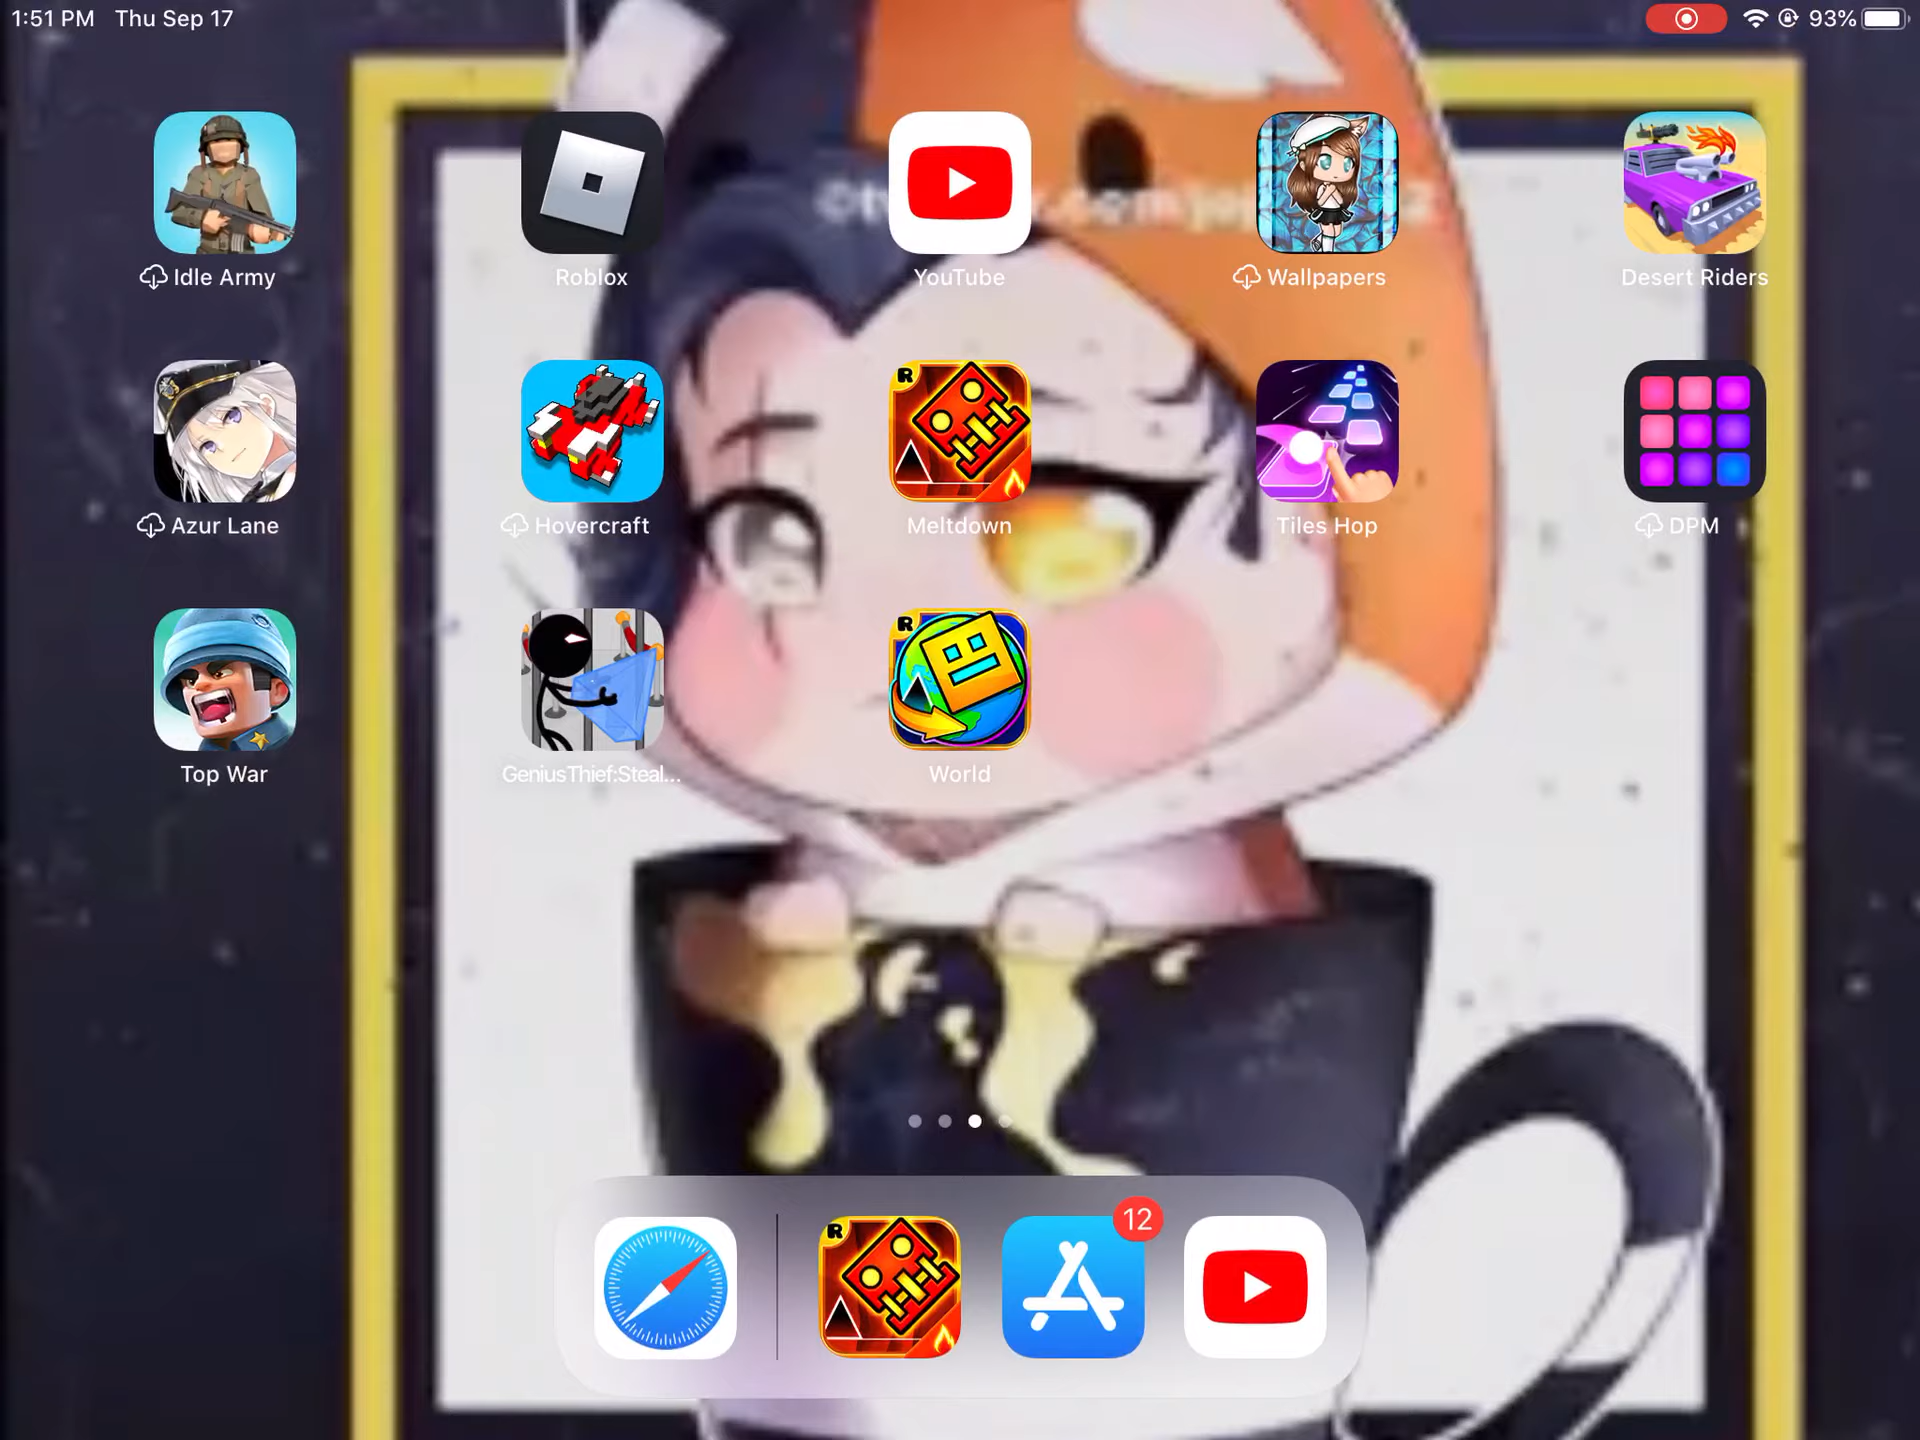 1:51 PM Thu Sep 17
93%
Idle Army
Roblox
YouTube
Wallpapers
Desert Riders
Azur Lane
Hovercraft
Meltdown
Tiles Hop
DPM
Top War
GeniusThief:Steal...
World
12